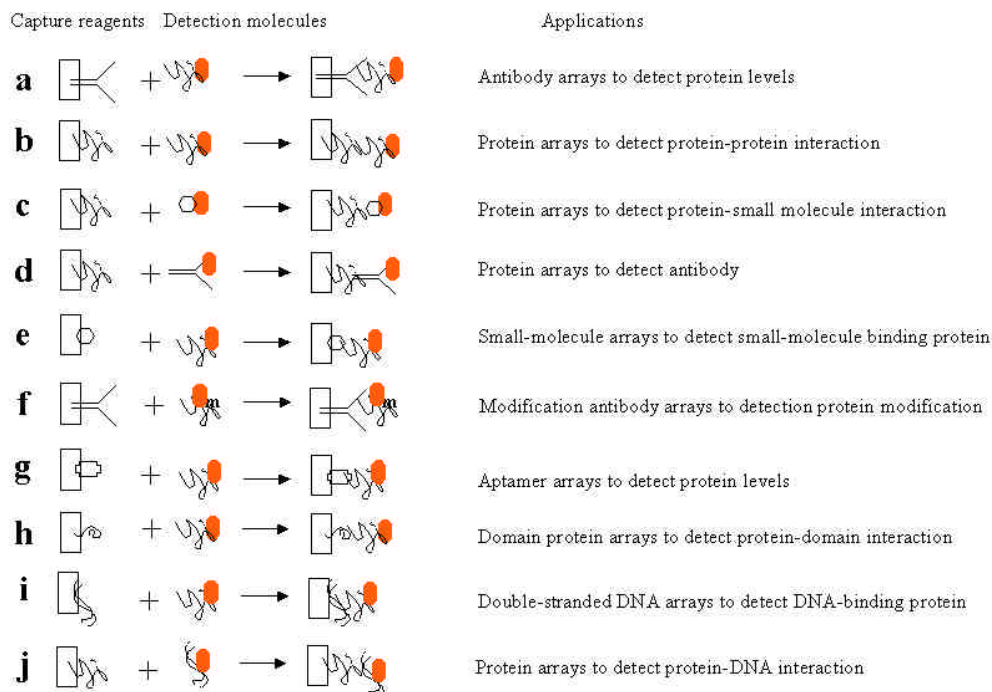 Capture reagents Detection molecules Applications
a + Antibody arrays to detect protein levels
b + Protein arrays to detect protein-protein interaction
c + Protein arrays to detect protein-small molecule interaction
d + Protein arrays to detect antibody
e + Small-molecule arrays to detect small-molecule binding protein
f + m m Modification antibody arrays to detection protein modification
g + Aptamer arrays to detect protein levels
h + Domain protein arrays to detect protein-domain interaction
i + Double-stranded DNA arrays to detect DNA-binding protein
j + Protein arrays to detect protein-DNA interaction